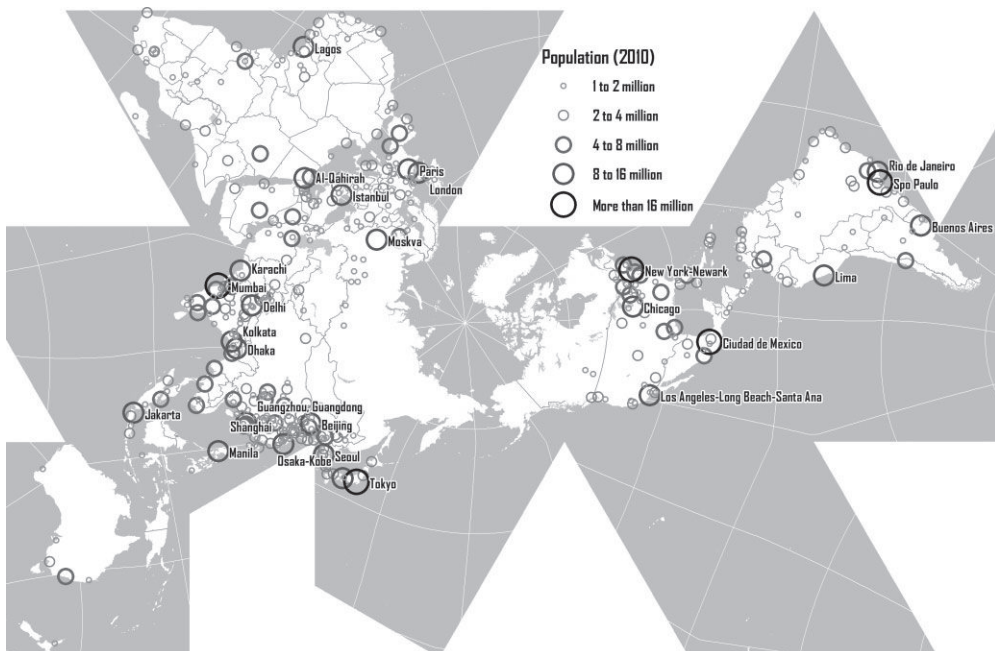 Population (2010)
1 to 2 million
2 to 4 million
4 to 8 million
8 to 16 million
More than 16 million
Lagos
Paris
London
Al-Qahirah
Istanbul
Moskva
Karachi
Mumbai
Delhi
Kolkata
Dhaka
Jakarta
Guangzhou, Guangdong
Shanghai
Beijing
Manila
Osaka-Kobe
Seoul
Tokyo
New York-Newark
Chicago
Ciudad de Mexico
Los Angeles-Long Beach-Santa Ana
Rio de Janeiro
Spo Paulo
Buenos Aires
Lima